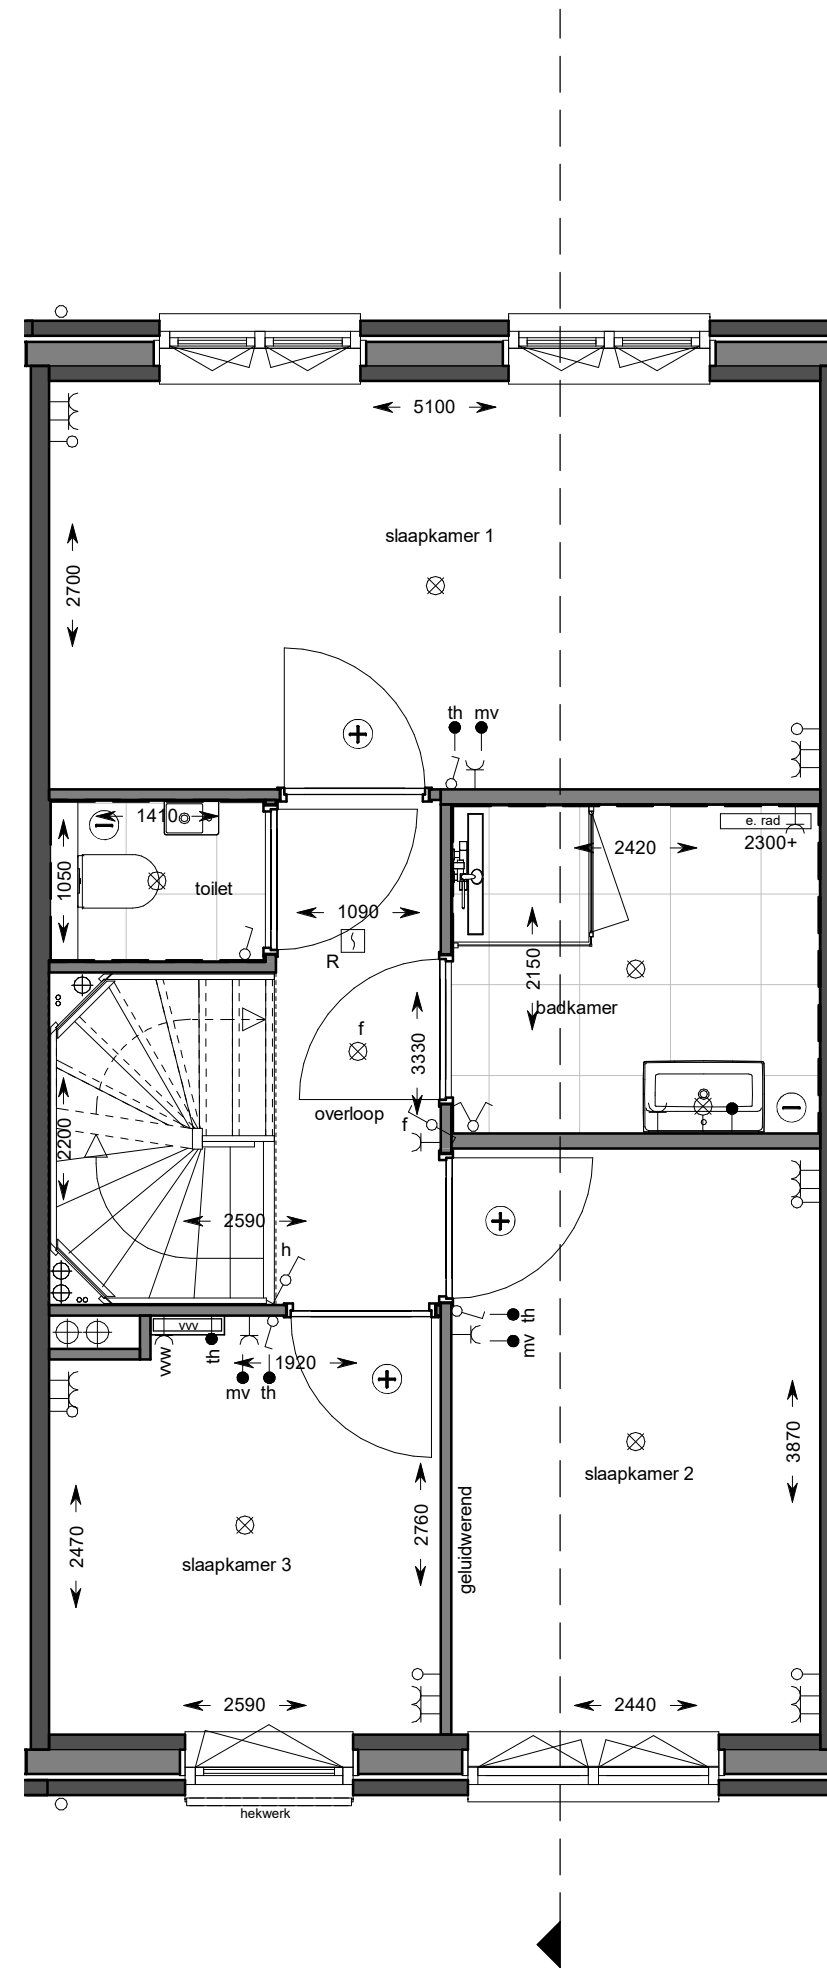 5100
slaapkamer 1
2700
th mv
1410
toilet
1050
e. rad
2300+
2420
1090
R
2150
badkamer
f
3330
overloop
f
2200
2590
h
vvv
vvw
th
1920
mv th
th
mv
3870
slaapkamer 2
2760
geluidwerend
2470
slaapkamer 3
2590
2440
hekwerk